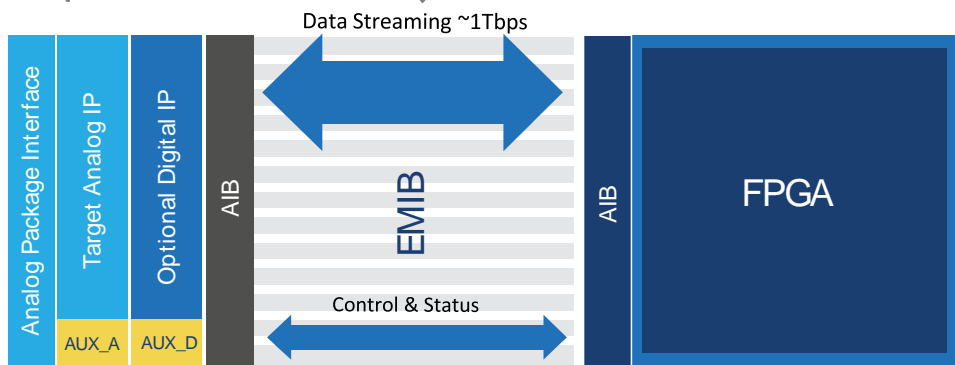 Data Streaming ~1Tbps
Analog Package Interface
Target Analog IP
Optional Digital IP
AIB
EMIB
AIB
FPGA
Control & Status
AUX_A
AUX_D